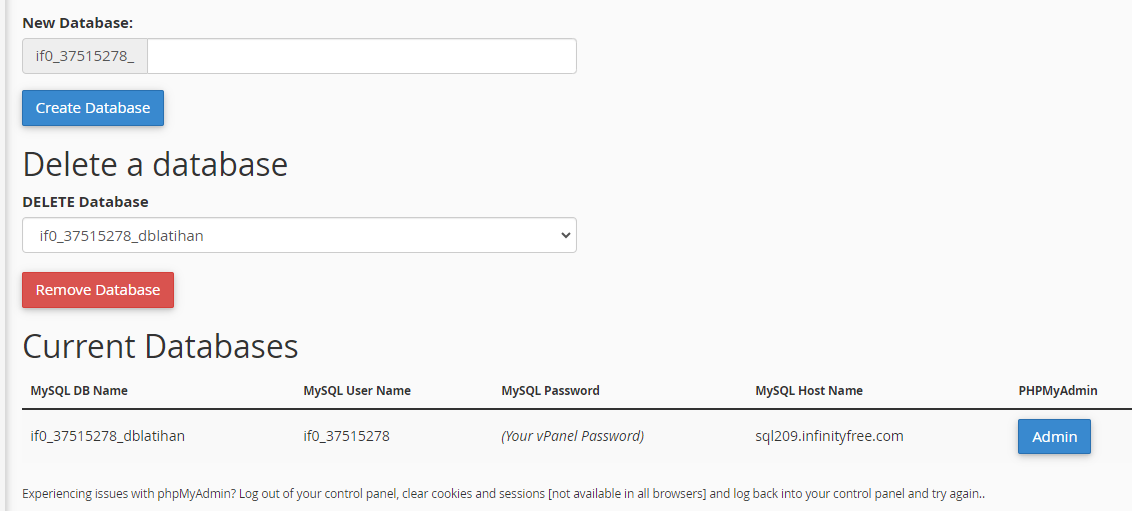 New Database:
if0_37515278_
Create Database
Delete a database
DELETE Database
if0_37515278_dblatihan
Remove Database
Current Databases
MySQL DB Name MySQL User Name MySQL Password MySQL Host Name PHPMyAdmin
if0_37515278_dblatihan if0_37515278 (Your vPanel Password) sql209.infinityfree.com Admin
Experiencing issues with phpMyAdmin? Log out of your control panel, clear cookies and sessions [not available in all browsers] and log back into your control panel and try again..